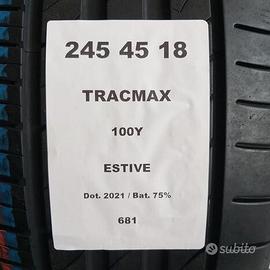 245 45 18
TRACMAX
100Y
ESTIVE
Dot. 2021 / Bat. 75%
681
subito